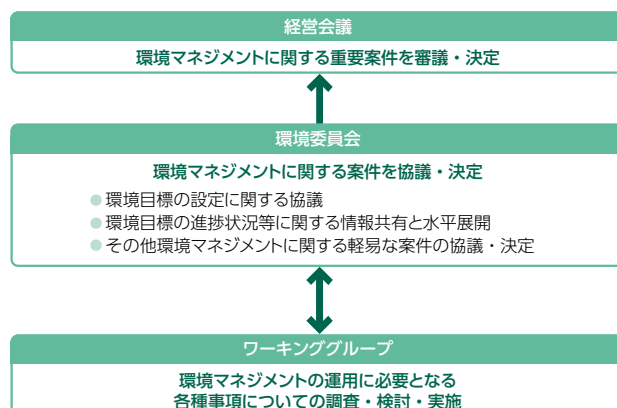 経営会議
環境マネジメントに関する重要案件を審議・決定
環境委員会
環境マネジメントに関する案件を協議・決定
●環境目標の設定に関する協議
●環境目標の進捗状況等に関する情報共有と水平展開
●その他環境マネジメントに関する軽易な案件の協議・決定
ワーキンググループ
環境マネジメントの運用に必要となる
各種事項についての調査・検討・実施